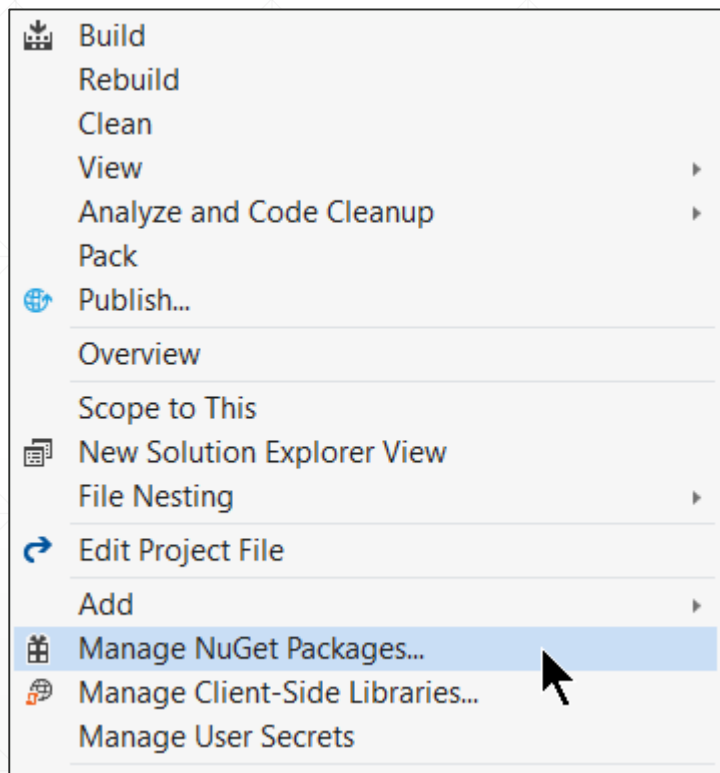 Build
Rebuild
Clean
View
Analyze and Code Cleanup
Pack
Publish...
Overview
Scope to This
New Solution Explorer View
File Nesting
Edit Project File
Add
Manage NuGet Packages...
Manage Client-Side Libraries...
Manage User Secrets